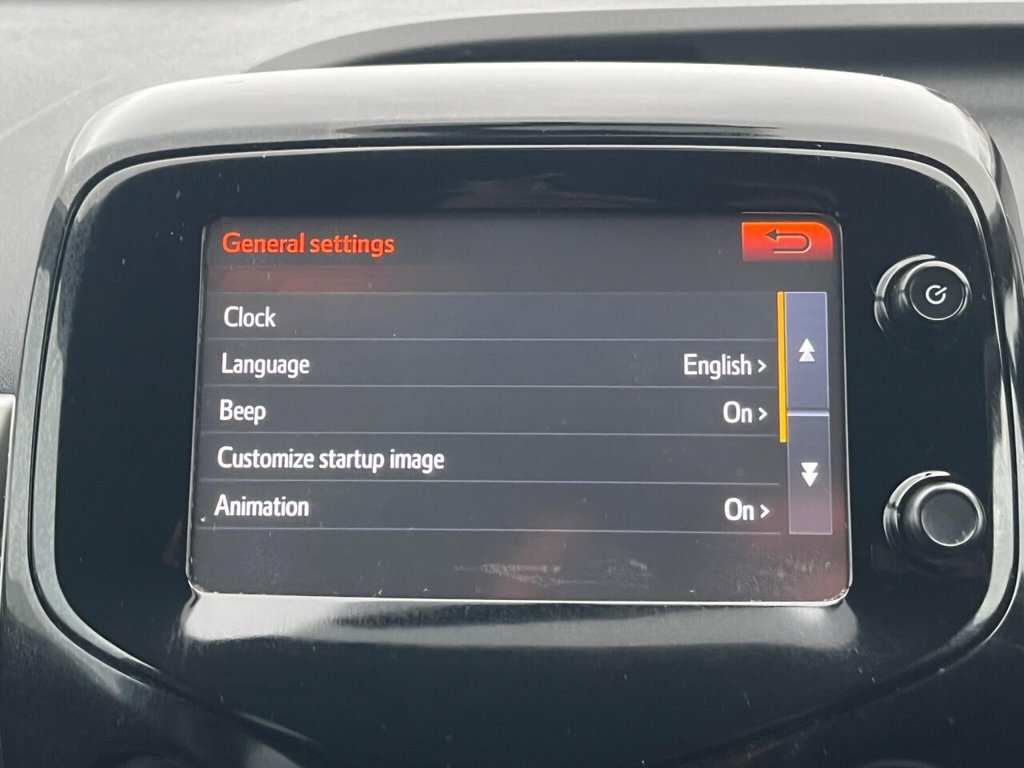 General settings
Clock
Language English >
Beep On >
Customize startup image
Animation On >